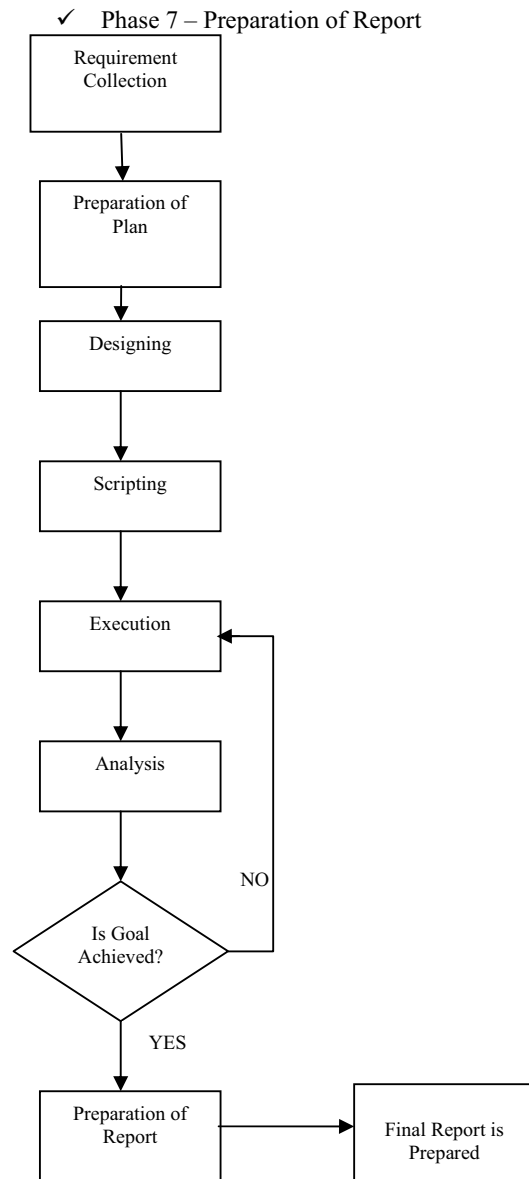 ✓ Phase 7 – Preparation of Report
Requirement
Collection
Preparation of
Plan
Designing
Scripting
Execution
Analysis
NO
Is Goal
Achieved?
YES
Preparation of
Report
Final Report is
Prepared